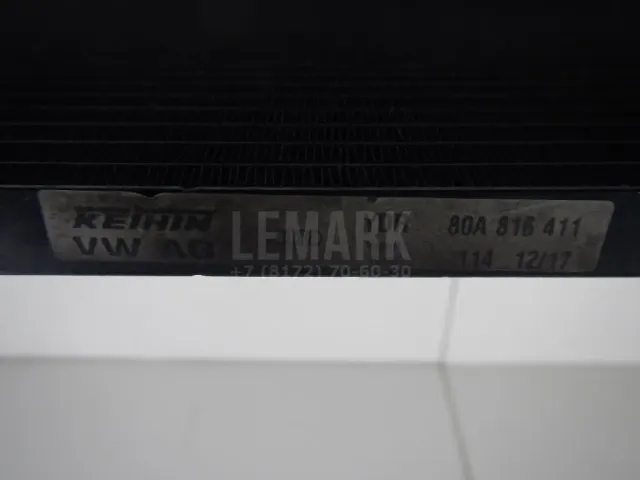 KEIHIN
VW AG
80A 816 411
114 12/17
LEMARK
+7 (8172) 70-60-30